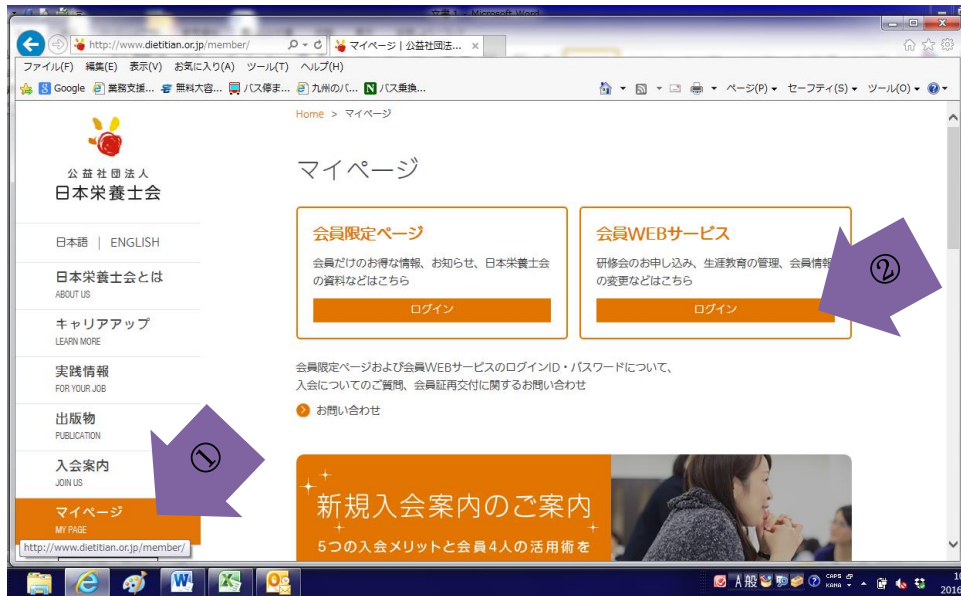 文書 1 - Microsoft Word
http://www.dietitian.or.jp/member/
マイページ | 公益社団法...
ファイル(F) 編集(E) 表示(V) お気に入り(A) ツール(T) ヘルプ(H)
Google 業務支援... 無料大容... バス停ま... 九州のバ... バス乗換...
ページ(P) セーフティ(S) ツール(O)
Home > マイページ
公益社団法人
日本栄養士会
マイページ
日本語 | ENGLISH
日本栄養士会とは
ABOUT US
キャリアアップ
LEARN MORE
実践情報
FOR YOUR JOB
出版物
PUBLICATION
入会案内
JOIN US
マイページ
MY PAGE
http://www.dietitian.or.jp/member/
①
会員限定ページ
会員だけのお得な情報、お知らせ、日本栄養士会
の資料などはこちら
ログイン
会員WEBサービス
研修会のお申し込み、生涯教育の管理、会員情報
の変更などはこちら
ログイン
②
会員限定ページおよび会員WEBサービスのログインID・パスワードについて、
入会についてのご質問、会員証再交付に関するお問い合わせ
お問い合わせ
新規入会案内のご案内
5つの入会メリットと会員4人の活用術を
A 般
CAPS
KANA
10
2016